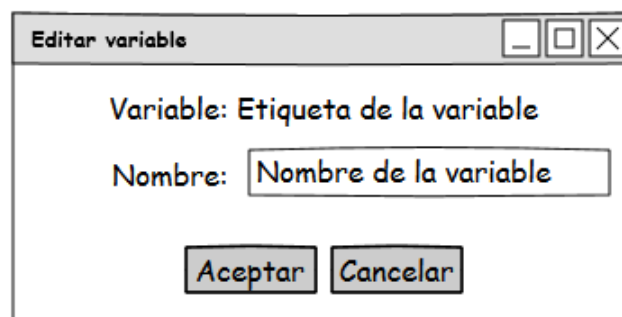 Editar variable
Variable: Etiqueta de la variable
Nombre: Nombre de la variable
Aceptar Cancelar